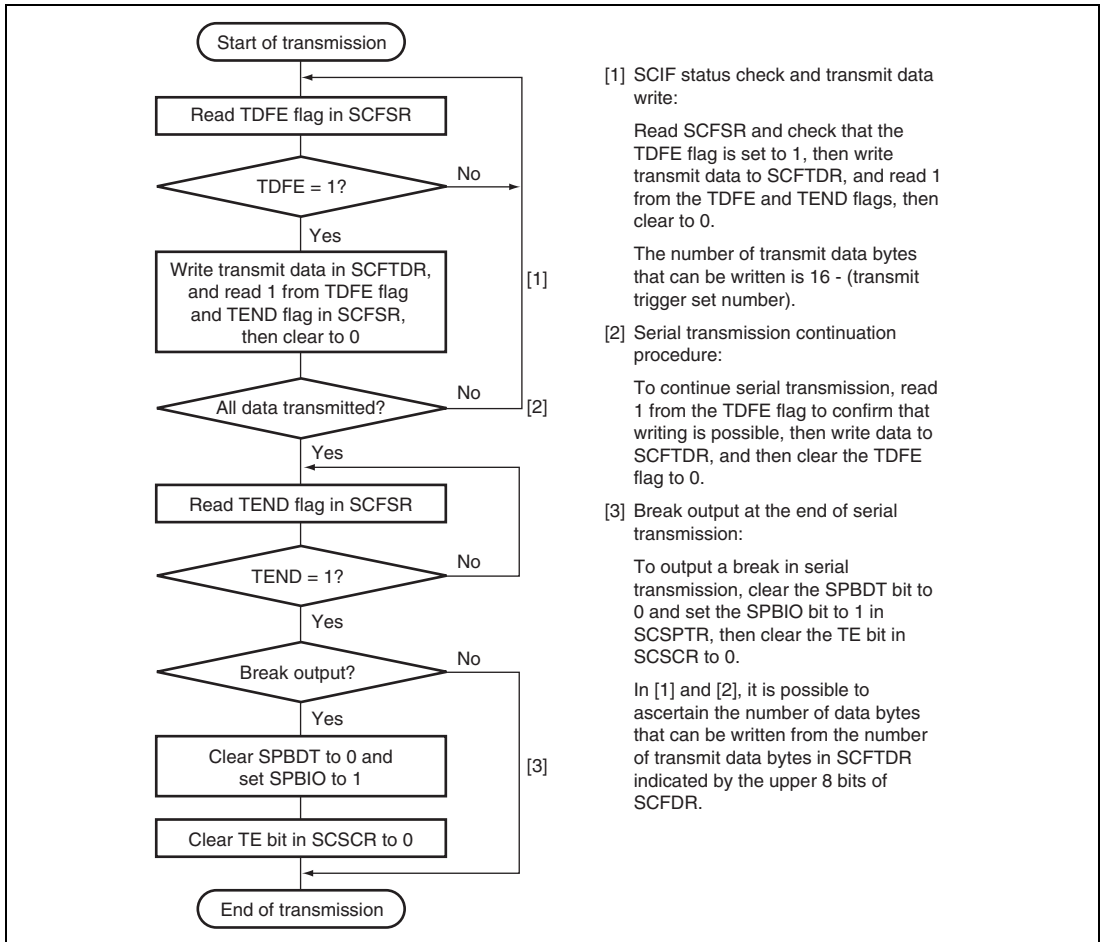 Start of transmission
Read TDFE flag in SCFSR
TDFE = 1?
No
Yes
Write transmit data in SCFTDR,
and read 1 from TDFE flag
and TEND flag in SCFSR,
then clear to 0
[1]
All data transmitted?
No
[2]
Yes
Read TEND flag in SCFSR
TEND = 1?
No
Yes
Break output?
No
Yes
Clear SPBDT to 0 and
set SPBIO to 1
[3]
Clear TE bit in SCSCR to 0
End of transmission
[1] SCIF status check and transmit data
write:
Read SCFSR and check that the
TDFE flag is set to 1, then write
transmit data to SCFTDR, and read 1
from the TDFE and TEND flags, then
clear to 0.
The number of transmit data bytes
that can be written is 16 - (transmit
trigger set number).
[2] Serial transmission continuation
procedure:
To continue serial transmission, read
1 from the TDFE flag to confirm that
writing is possible, then write data to
SCFTDR, and then clear the TDFE
flag to 0.
[3] Break output at the end of serial
transmission:
To output a break in serial
transmission, clear the SPBDT bit to
0 and set the SPBIO bit to 1 in
SCSPTR, then clear the TE bit in
SCSCR to 0.
In [1] and [2], it is possible to
ascertain the number of data bytes
that can be written from the number
of transmit data bytes in SCFTDR
indicated by the upper 8 bits of
SCFDR.